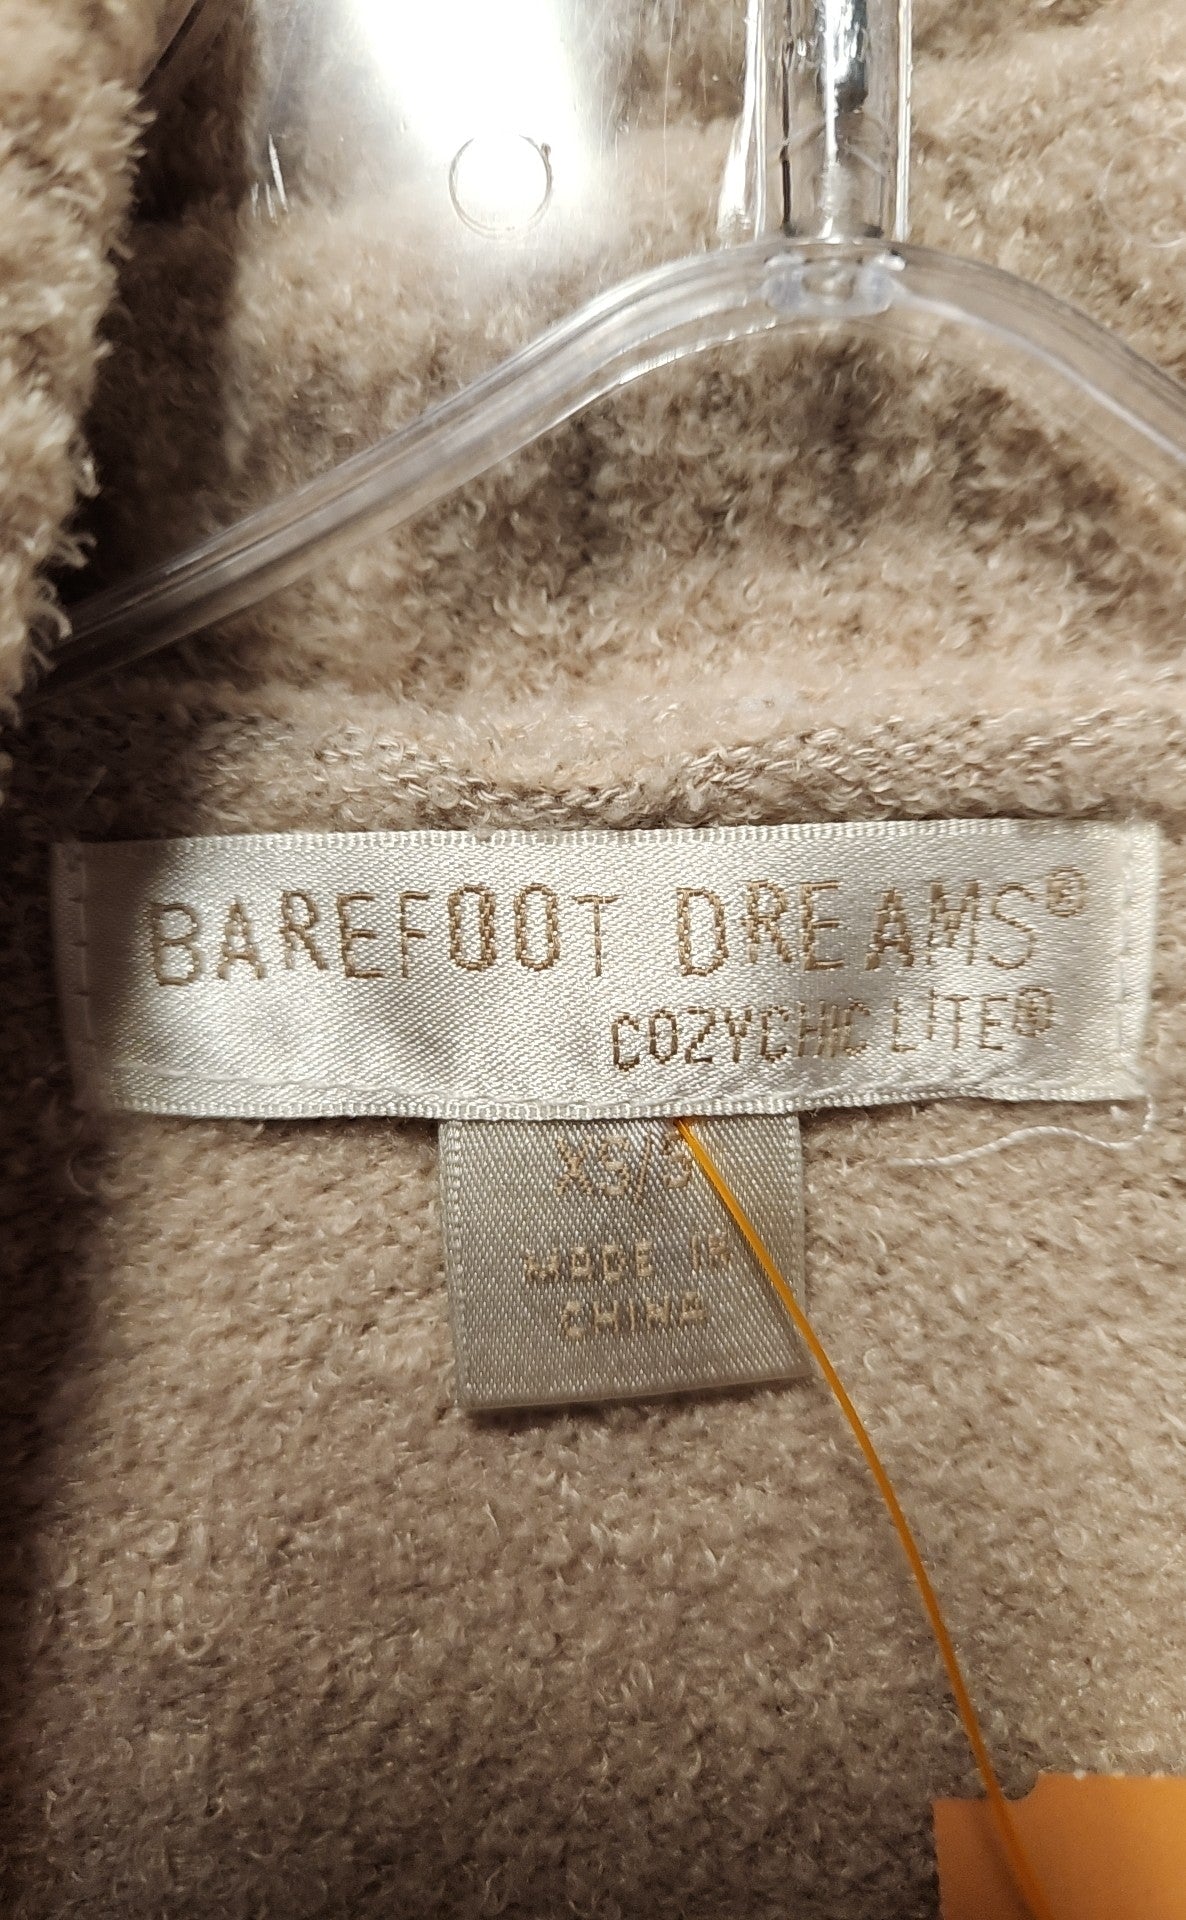 BAREFOOT DREAMS®
COZYCHIC LITE®
XS/S
MADE IN
CHINA